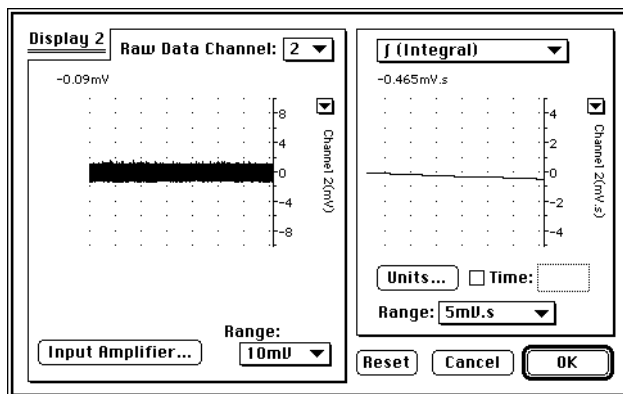 Display 2
Raw Data Channel: 2
-0.09mV
8
4
0
-4
-8
Channel 2(mV)
Input Amplifier...
Range:
10mV
∫ (Integral)
-0.465mV.s
4
2
0
-2
-4
Channel 2(mV.s)
Units...
Time:
Range: 5mV.s
Reset
Cancel
OK